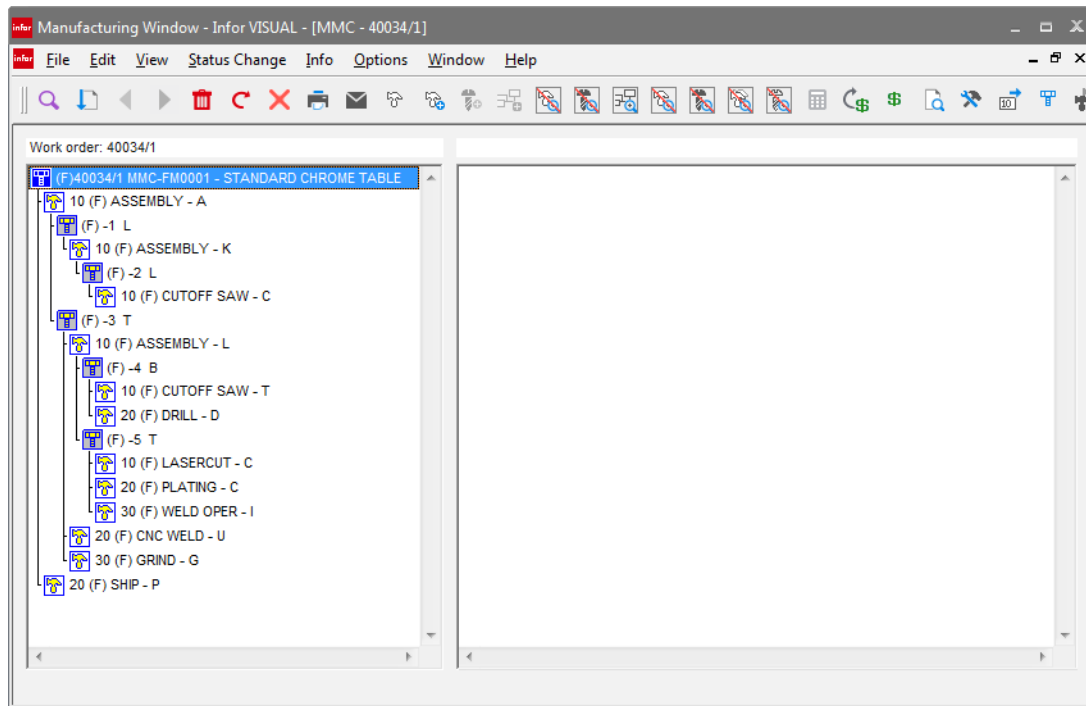 infor Manufacturing Window - Infor VISUAL - [MMC - 40034/1]
infor File Edit View Status Change Info Options Window Help
10
Work order: 40034/1
(F)40034/1 MMC-FM0001 - STANDARD CHROME TABLE
10 (F) ASSEMBLY - A
(F) -1 L
10 (F) ASSEMBLY - K
(F) -2 L
10 (F) CUTOFF SAW - C
(F) -3 T
10 (F) ASSEMBLY - L
(F) -4 B
10 (F) CUTOFF SAW - T
20 (F) DRILL - D
(F) -5 T
10 (F) LASERCUT - C
20 (F) PLATING - C
30 (F) WELD OPER - I
20 (F) CNC WELD - U
30 (F) GRIND - G
20 (F) SHIP - P